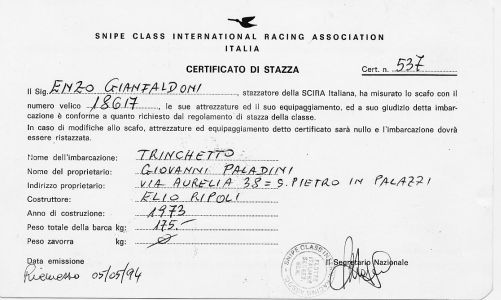 SNIPE CLASS INTERNATIONAL RACING ASSOCIATION
ITALIA
CERTIFICATO DI STAZZA
Cert. n. 537
Il Sig. ENZO GIANFALDONI, stazzatore della SCIRA Italiana, ha misurato lo scafo con il
numero velico 18617, le sue attrezzature ed il suo equipaggiamento, ed a suo giudizio detta imbar-
cazione è conforme a quanto richiesto dal regolamento di stazza della classe.
In caso di modifiche allo scafo, attrezzature ed equipaggiamento detto certificato sarà nullo e l'imbarcazione dovrà
essere ristazzata.
Nome dell'imbarcazione: TRINCHETTO
Nome del proprietario: GIOVANNI PALADINI
Indirizzo proprietario: VIA AURELIA 38 = S. PIETRO IN PALAZZI
Costruttore: ELIO RIPOLI
Anno di costruzione: 1973
Peso totale della barca kg: 175.-
Peso zavorra kg: Ø
Data emissione
Riemesso 05/05/94
SNIPE CLASS
Il Segretario Nazionale